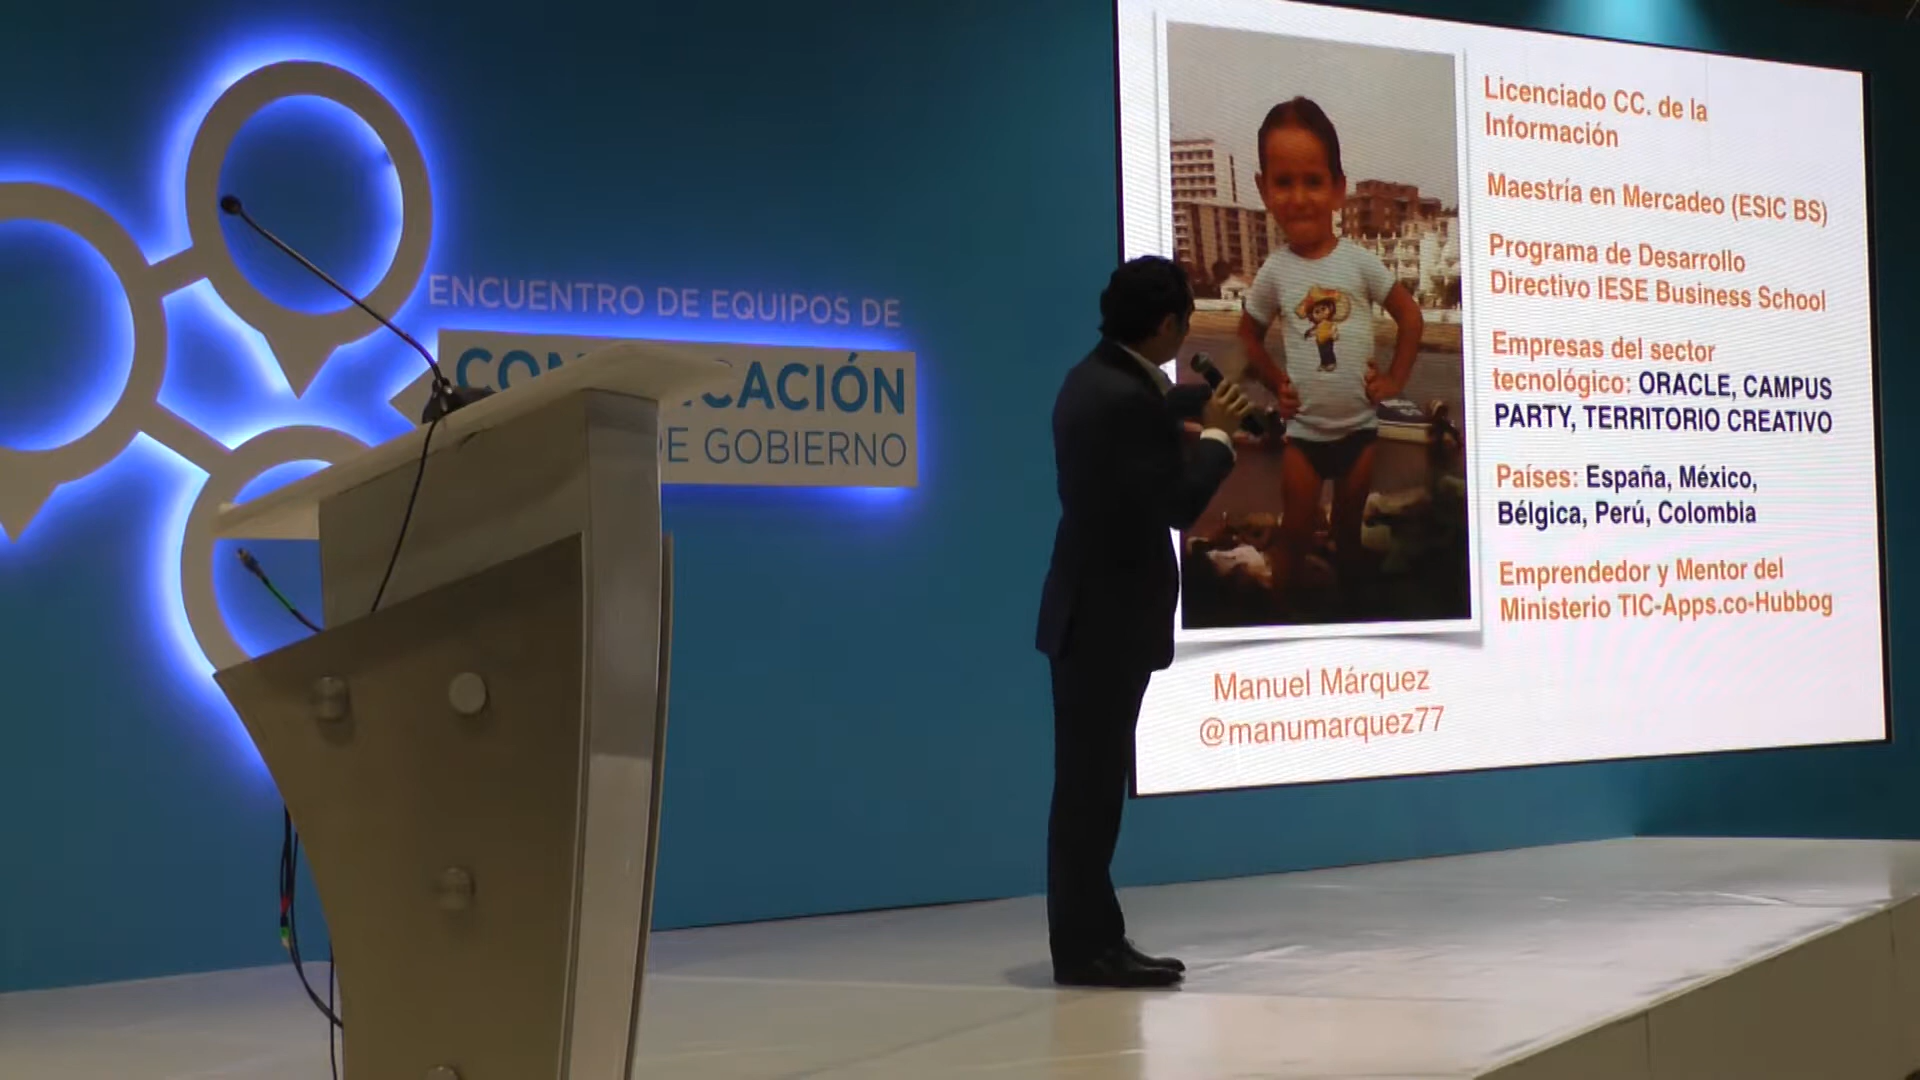 ENCUENTRO DE EQUIPOS DE
DE GOBIERNO
Licenciado CC. de la
Información
Maestría en Mercadeo (ESIC BS)
Programa de Desarrollo
Directivo IESE Business School
Empresas del sector
tecnológico: ORACLE, CAMPUS
PARTY, TERRITORIO CREATIVO
Países: España, México,
Bélgica, Perú, Colombia
Emprendedor y Mentor del
Ministerio TIC-Apps.co-Hubbog
Manuel Márquez
@manumarquez77